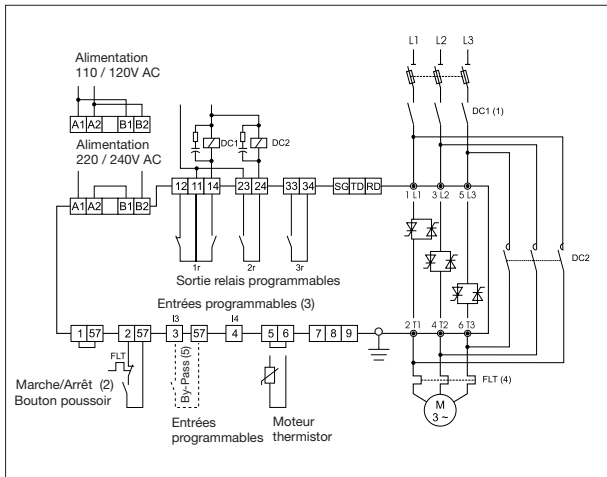 Alimentation
110 / 120V AC
A1 A2 B1 B2
Alimentation
220 / 240V AC
A1 A2 B1 B2
L1 L2 L3
DC1 (1)
DC1 DC2
12 11 14 23 24 33 34 SG TD RD
1 L1 3 L2 5 L3
1r 2r 3r
Sortie relais programmables
DC2
Entrées programmables (3)
I3 I4
1 57 2 57 3 57 4 5 6 7 8 9
2 T1 4 T2 6 T3
FLT
Marche/Arrêt (2)
Bouton poussoir
By-Pass (5)
Entrées
programmables
Moteur
thermistor
FLT (4)
M
3 ~